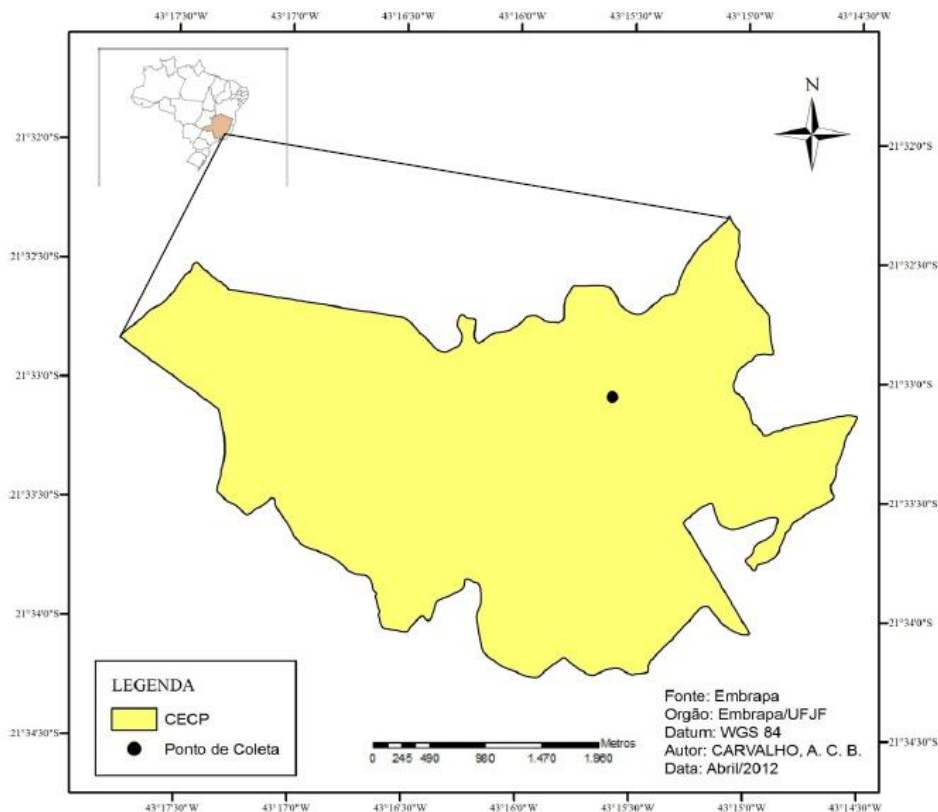 43°17'30"W 43°17'0"W 43°16'30"W 43°16'0"W 43°15'30"W 43°15'0"W 43°14'30"W
N
21°32'0"S 21°32'0"S
21°32'30"S 21°32'30"S
21°33'0"S 21°33'0"S
21°33'30"S 21°33'30"S
21°34'0"S 21°34'0"S
21°34'30"S 21°34'30"S
LEGENDA
CECP
Ponto de Coleta
Metros
0 245 490 980 1.470 1.960
Fonte: Embrapa
Orgão: Embrapa/UFJF
Datum: WGS 84
Autor: CARVALHO, A. C. B.
Data: Abril/2012
43°17'30"W 43°17'0"W 43°16'30"W 43°16'0"W 43°15'30"W 43°15'0"W 43°14'30"W